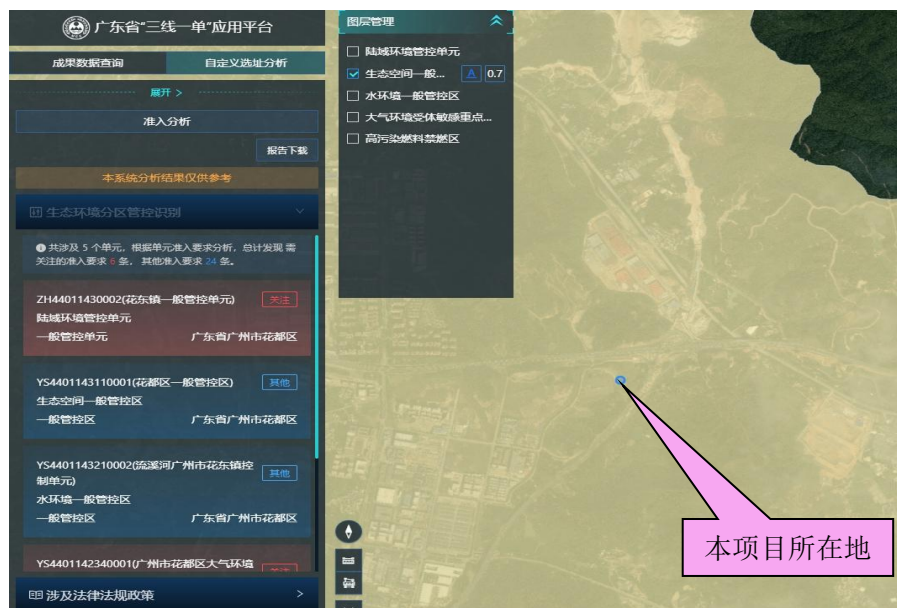 广东省“三线一单”应用平台
成果数据查询
自定义选址分析
展开 >
准入分析
报告下载
本系统分析结果仅供参考
生态环境分区管控识别
共涉及 5 个单元，根据单元准入要求分析，总计发现 需
关注的准入要求 6 条，其他准入要求 24 条。
ZH44011430002(花东镇一般管控单元)
关注
陆域环境管控单元
一般管控单元
广东省广州市花都区
YS4401143110001(花都区一般管控区)
其他
生态空间一般管控区
一般管控区
广东省广州市花都区
YS4401143210002(流溪河广州市花东镇控
制单元)
其他
水环境一般管控区
一般管控区
广东省广州市花都区
YS4401142340001(广州市花都区大气环境
关注
涉及法律法规政策
>
图层管理
陆域环境管控单元
生态空间一般...
A
0.7
水环境一般管控区
大气环境受体敏感重点...
高污染燃料禁燃区
本项目所在地